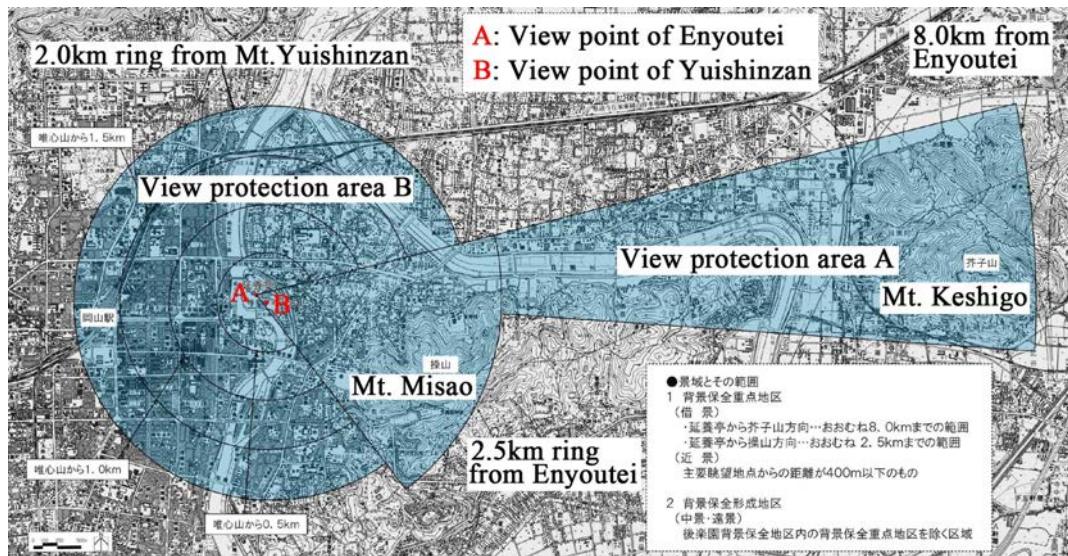 2.0km ring from Mt.Yuishinzan
A: View point of Enyoutei
B: View point of Yuishinzan
8.0km from
Enyoutei
唯心山から1.5km
View protection area B
View protection area A
芥子山
Mt. Keshigo
A
B
岡山駅
操山
Mt. Misao
2.5km ring
from Enyoutei
唯心山から1.0km
唯心山から0.5km
●景域とその範囲
1 背景保全重点地区
(借 景)
・延養亭から芥子山方向…おおむね8.0kmまでの範囲
・延養亭から操山方向…おおむね 2.5kmまでの範囲
(近 景)
主要眺望地点からの距離が400m以下のもの
2 背景保全形成地区
(中景・遠景)
後楽園背景保全地区内の背景保全重点地区を除く区域